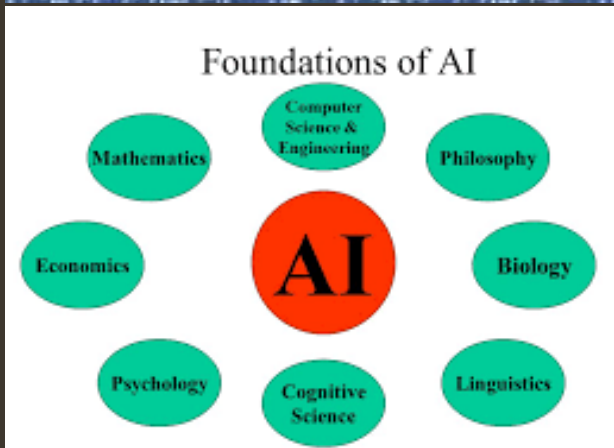 Foundations of AI
Computer
Science &
Engineering
Mathematics
Philosophy
Economics
AI
Biology
Psychology
Cognitive
Science
Linguistics